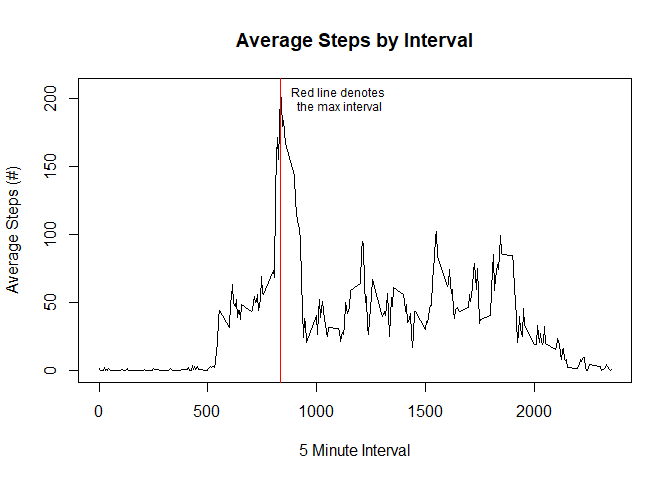 Average Steps by Interval
Red line denotes
the max interval
Average Steps (#)
200
150
100
50
0
0 500 1000 1500 2000
5 Minute Interval